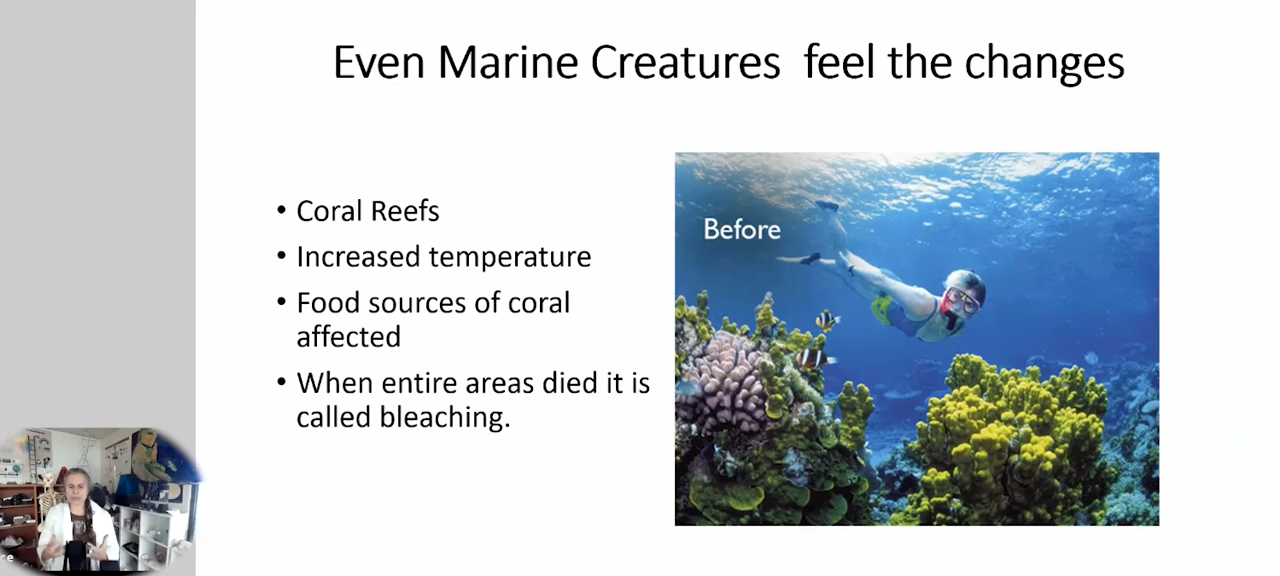 Even Marine Creatures feel the changes
• Coral Reefs
• Increased temperature
• Food sources of coral
affected
• When entire areas died it is
called bleaching.
Before